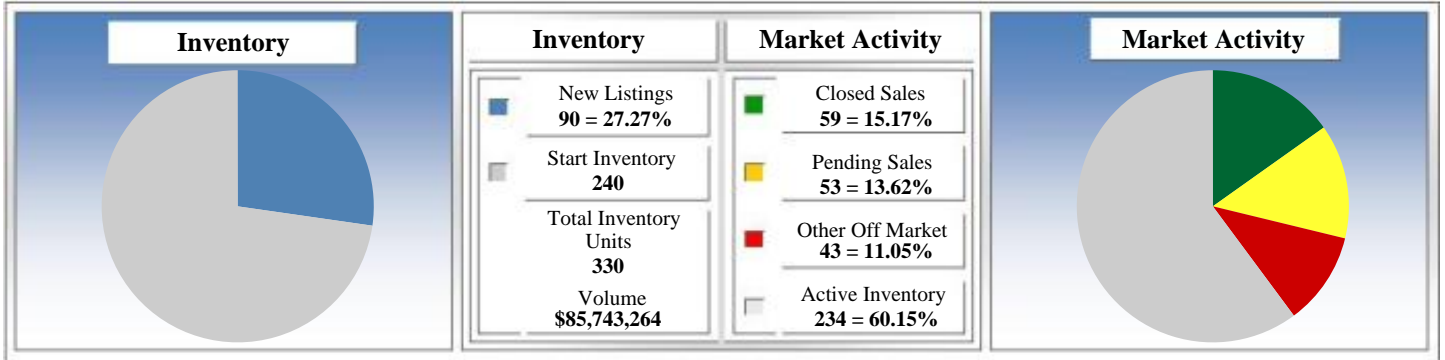 Inventory
Inventory
New Listings
90 = 27.27%
Start Inventory
240
Total Inventory
Units
330
Volume
$85,743,264
Market Activity
Closed Sales
59 = 15.17%
Pending Sales
53 = 13.62%
Other Off Market
43 = 11.05%
Active Inventory
234 = 60.15%
Market Activity